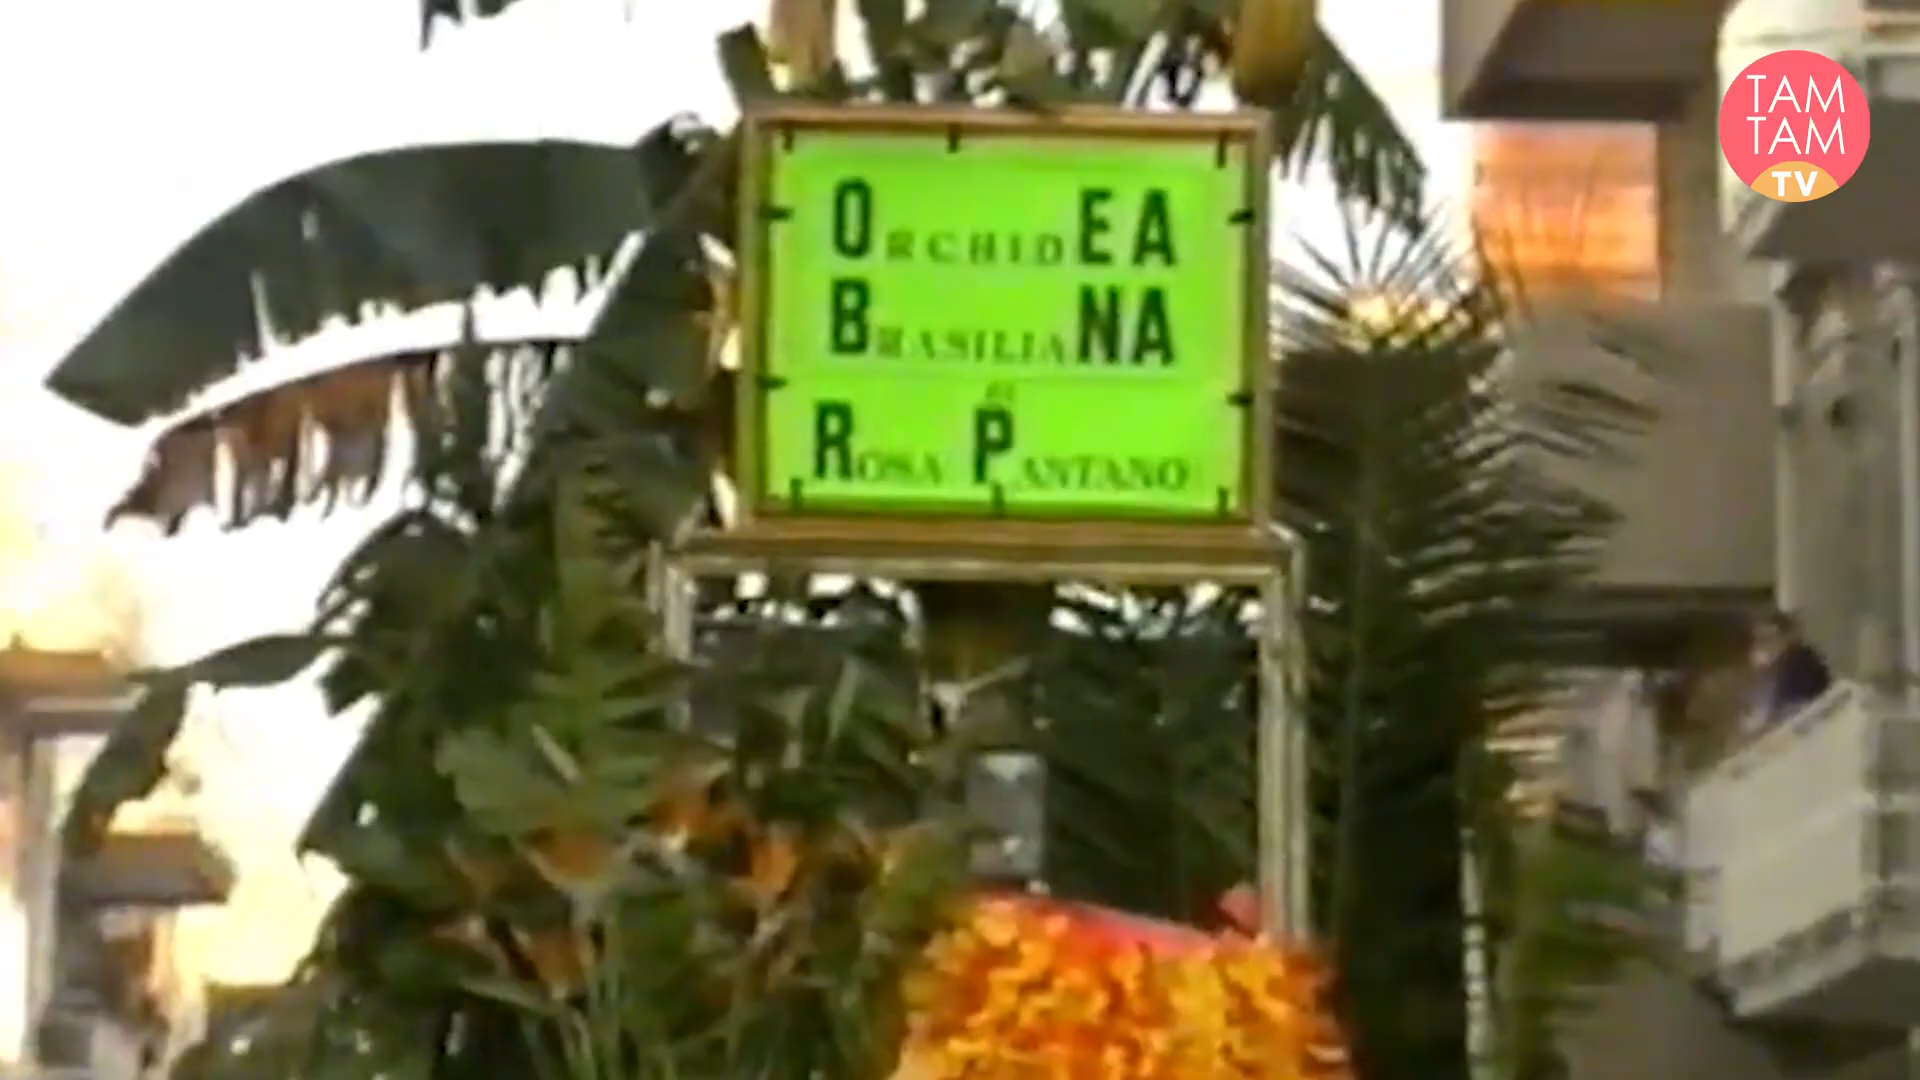 ORCHIDEA
BRASILIANA
di
ROSA PANTANO
TAM
TAM
TV